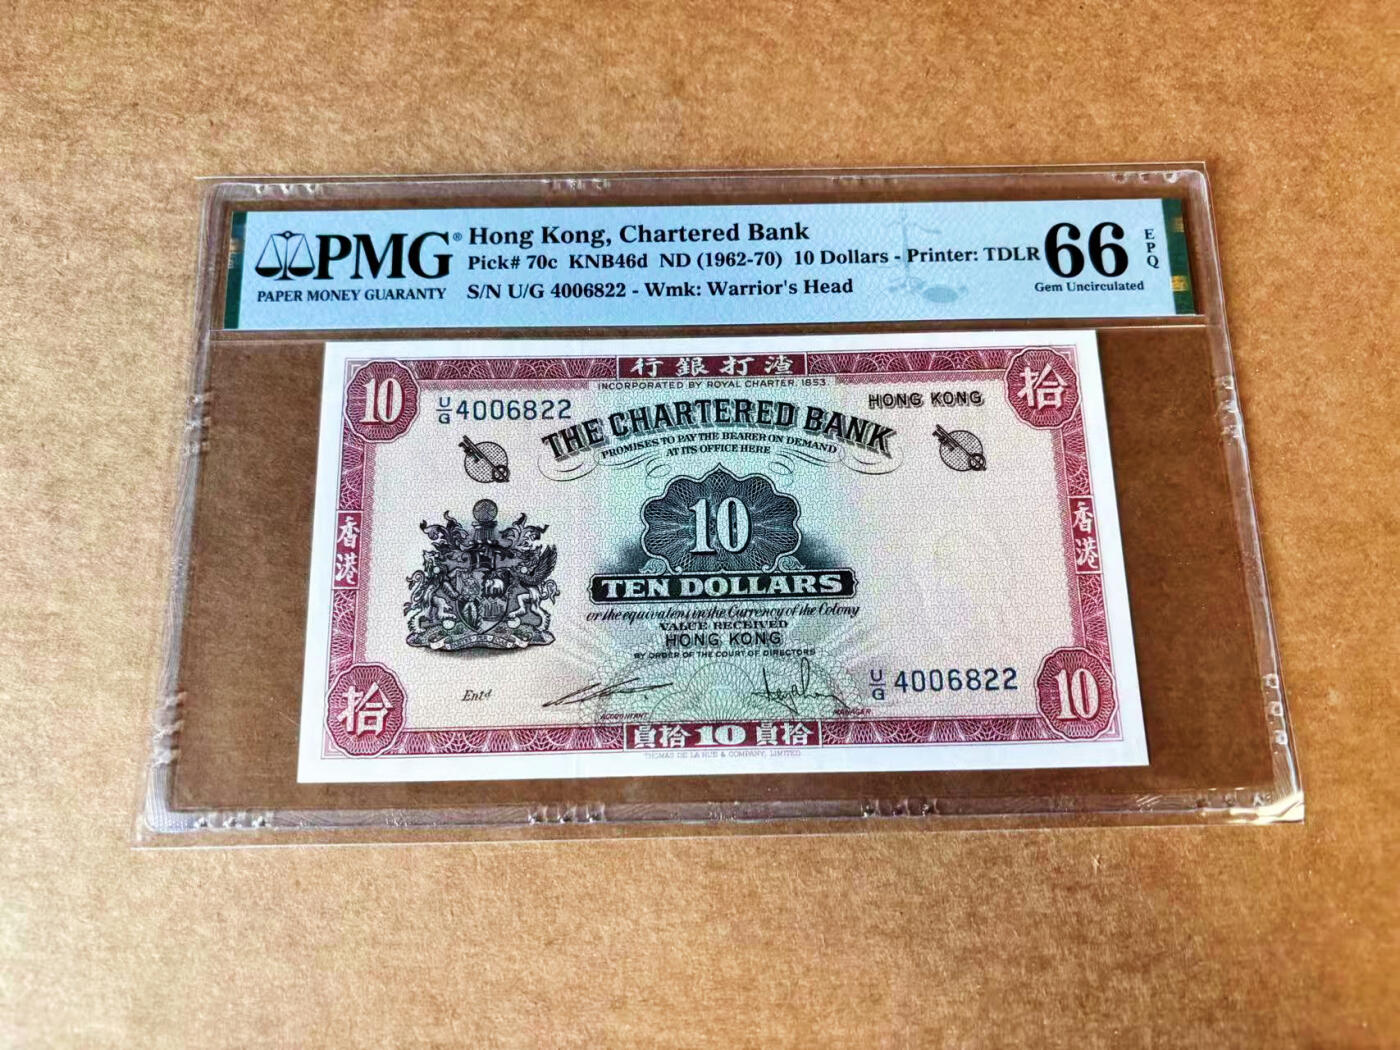 PMG®
PAPER MONEY GUARANTY
Hong Kong, Chartered Bank
Pick# 70c KNB46d ND (1962-70) 10 Dollars - Printer: TDLR
S/N U/G 4006822 - Wmk: Warrior's Head
66
EPQ
Gem Uncirculated
行銀打渣
10
拾
INCORPORATED BY ROYAL CHARTER, 1853.
U/G 4006822
HONG KONG
THE CHARTERED BANK
PROMISES TO PAY THE BEARER ON DEMAND
AT ITS OFFICE HERE
10
香港
香港
TEN DOLLARS
or the equivalent in the Currency of the Colony
VALUE RECEIVED
HONG KONG
BY ORDER OF THE COURT OF DIRECTORS
U/G 4006822
Entd
ACCOUNTANT
MANAGER
拾
10
員拾 10 員拾
THOMAS DE LA RUE & COMPANY, LIMITED